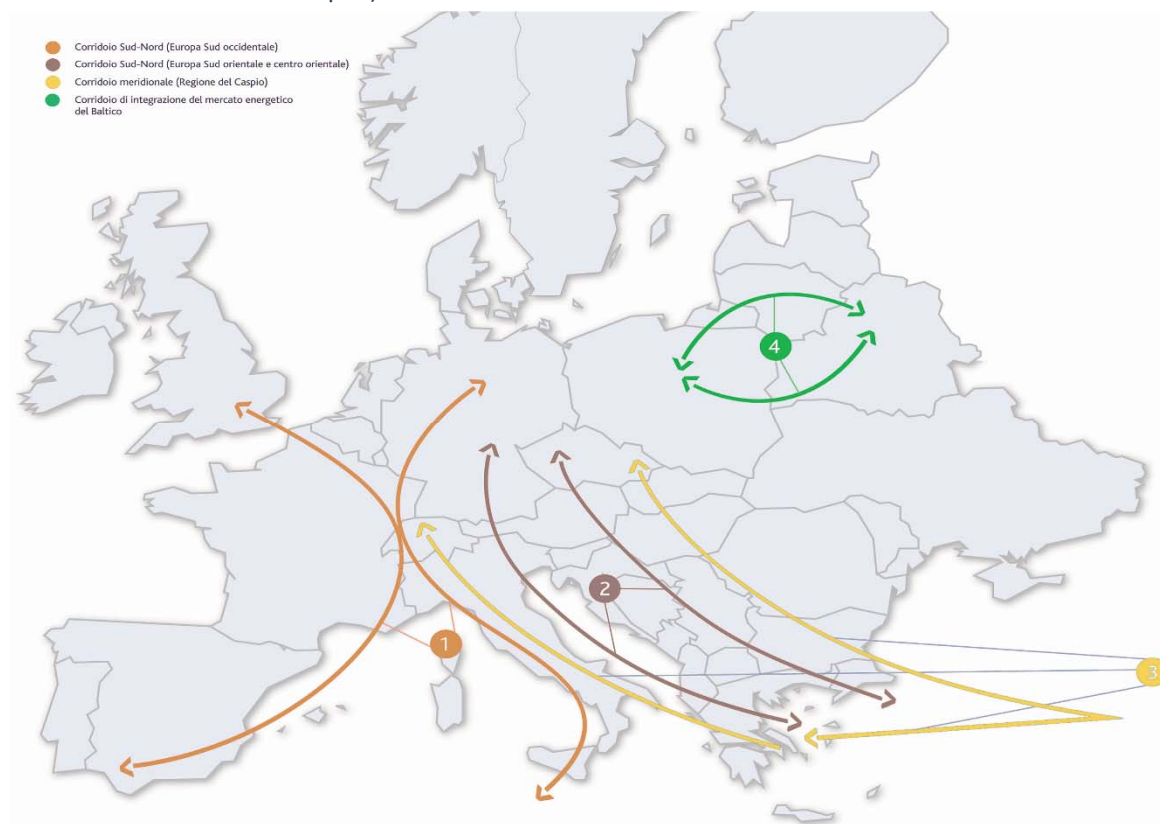 Corridoio Sud-Nord (Europa Sud occidentale)
Corridoio Sud-Nord (Europa Sud orientale e centro orientale)
Corridoio meridionale (Regione del Caspio)
Corridoio di integrazione del mercato energetico
del Baltico
4
2
1
3